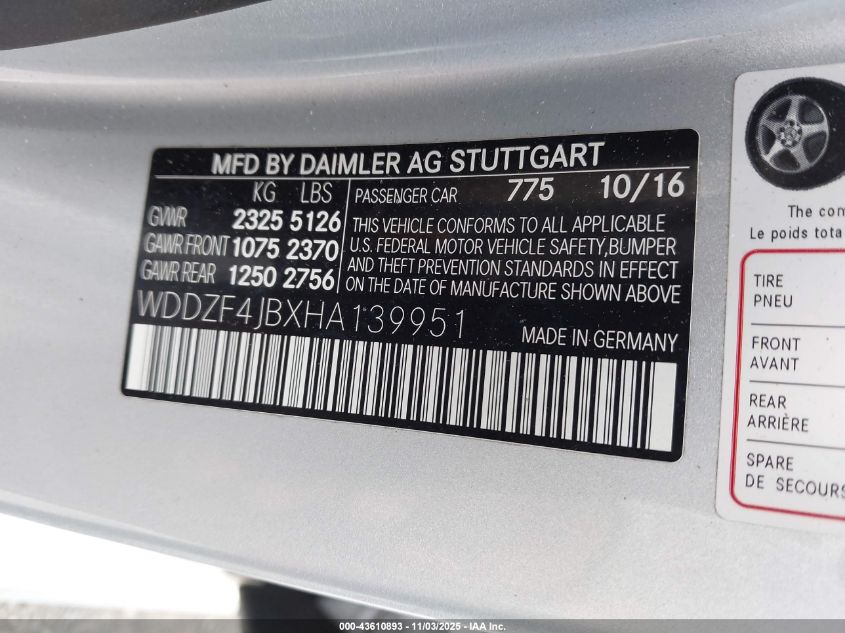 MFD BY DAIMLER AG STUTTGART
KG LBS
GVWR 2325 5126
GAWR FRONT 1075 2370
GAWR REAR 1250 2756
PASSENGER CAR 775 10/16
THIS VEHICLE CONFORMS TO ALL APPLICABLE
U.S. FEDERAL MOTOR VEHICLE SAFETY, BUMPER
AND THEFT PREVENTION STANDARDS IN EFFECT
ON THE DATE OF MANUFACTURE SHOWN ABOVE
WDDZF4JBXHA139951
MADE IN GERMANY
The com
Le poids tota
TIRE
PNEU
FRONT
AVANT
REAR
ARRIÈRE
SPARE
DE SECOURS
000-43610893 - 11/03/2025 - IAA Inc.